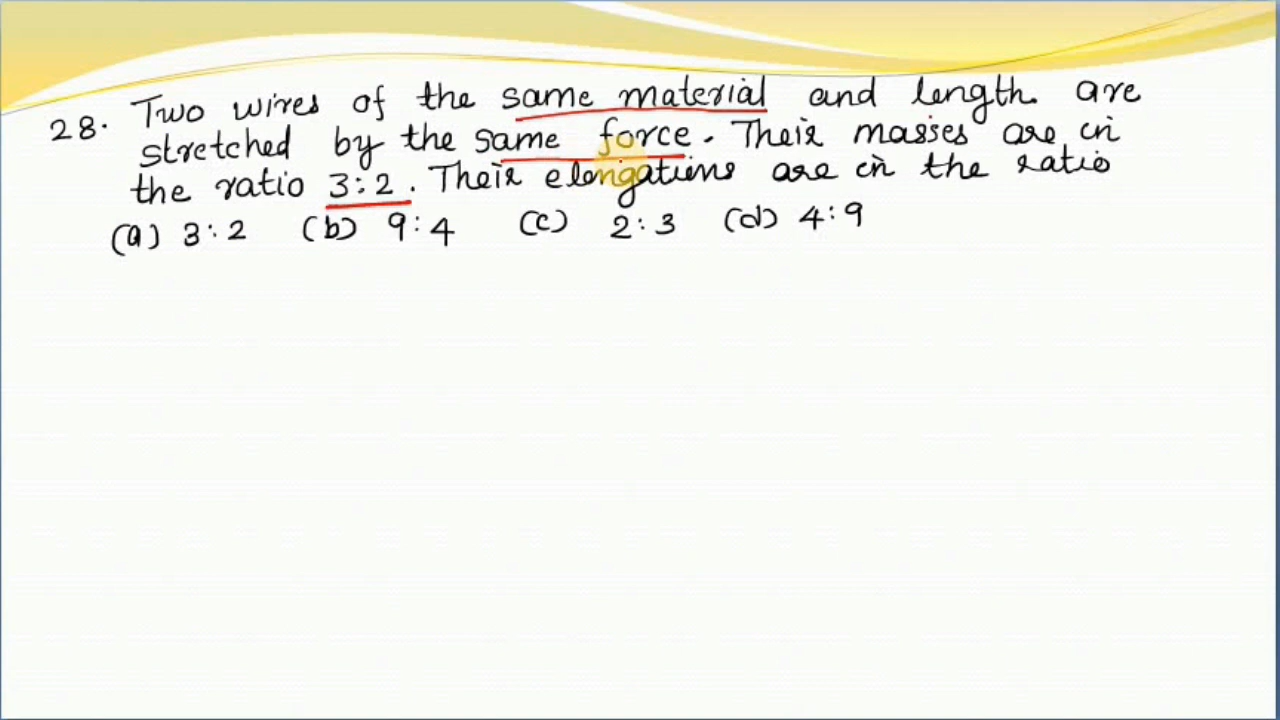 28. Two wires of the same material and length are
stretched by the same force. Their masses are in
the ratio 3:2. Their elongations are in the ratio
(a) 3:2 (b) 9:4 (c) 2:3 (d) 4:9